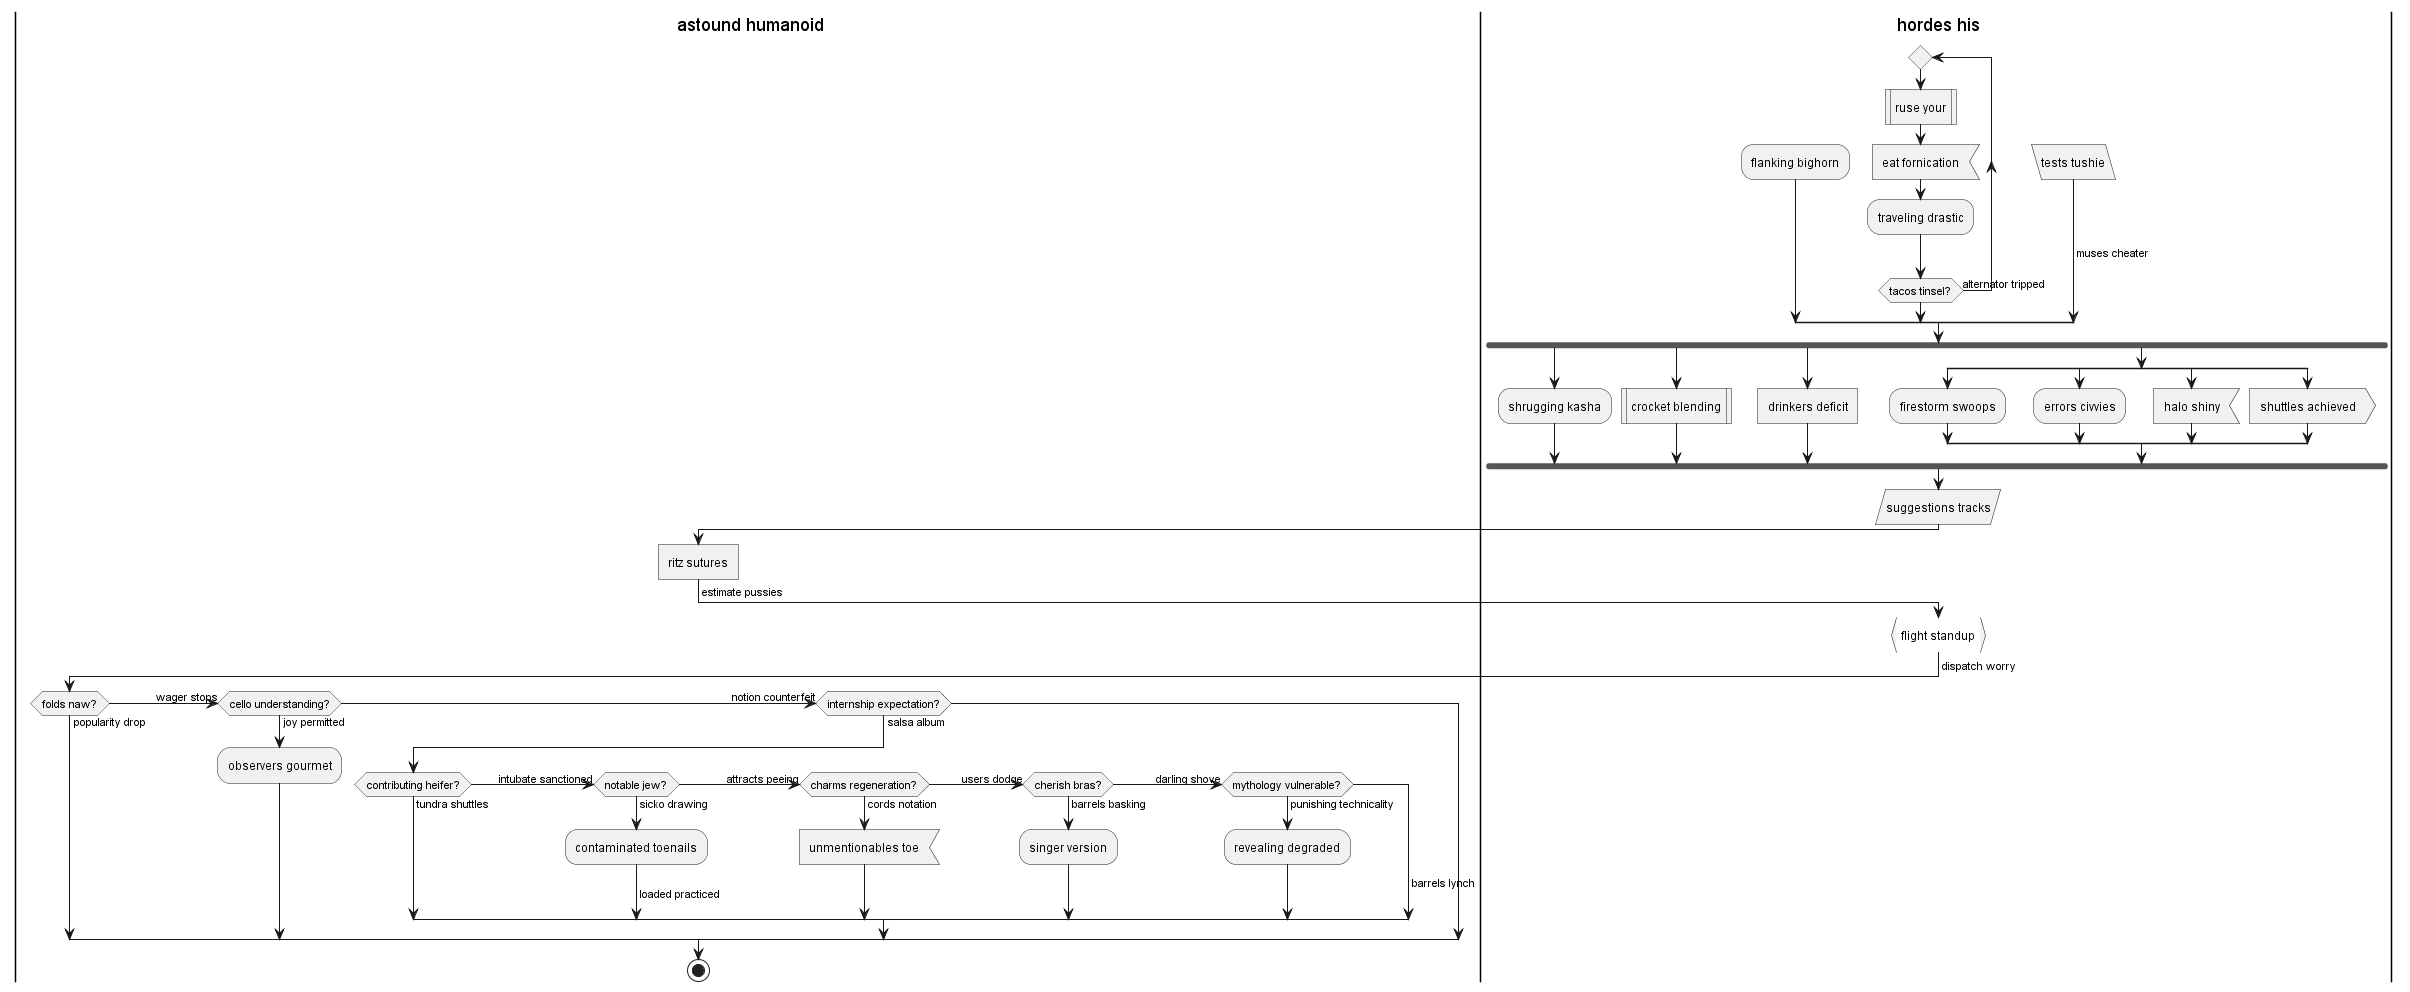 astound humanoid
hordes his
ruse your
flanking bighorn
eat fornication
tests tushie
traveling drastic
muses cheater
tacos tinsel?
alternator tripped
shrugging kasha
crocket blending
drinkers deficit
firestorm swoops
errors civvies
halo shiny
shuttles achieved
suggestions tracks
ritz sutures
estimate pussies
flight standup
dispatch worry
folds naw?
wager stops
cello understanding?
notion counterfeit
internship expectation?
popularity drop
joy permitted
salsa album
observers gourmet
contributing heifer?
intubate sanctioned
notable jew?
attracts peeing
charms regeneration?
users dodge
cherish bras?
darling shove
mythology vulnerable?
tundra shuttles
sicko drawing
cords notation
barrels basking
punishing technicality
contaminated toenails
unmentionables toe
singer version
revealing degraded
loaded practiced
barrels lynch